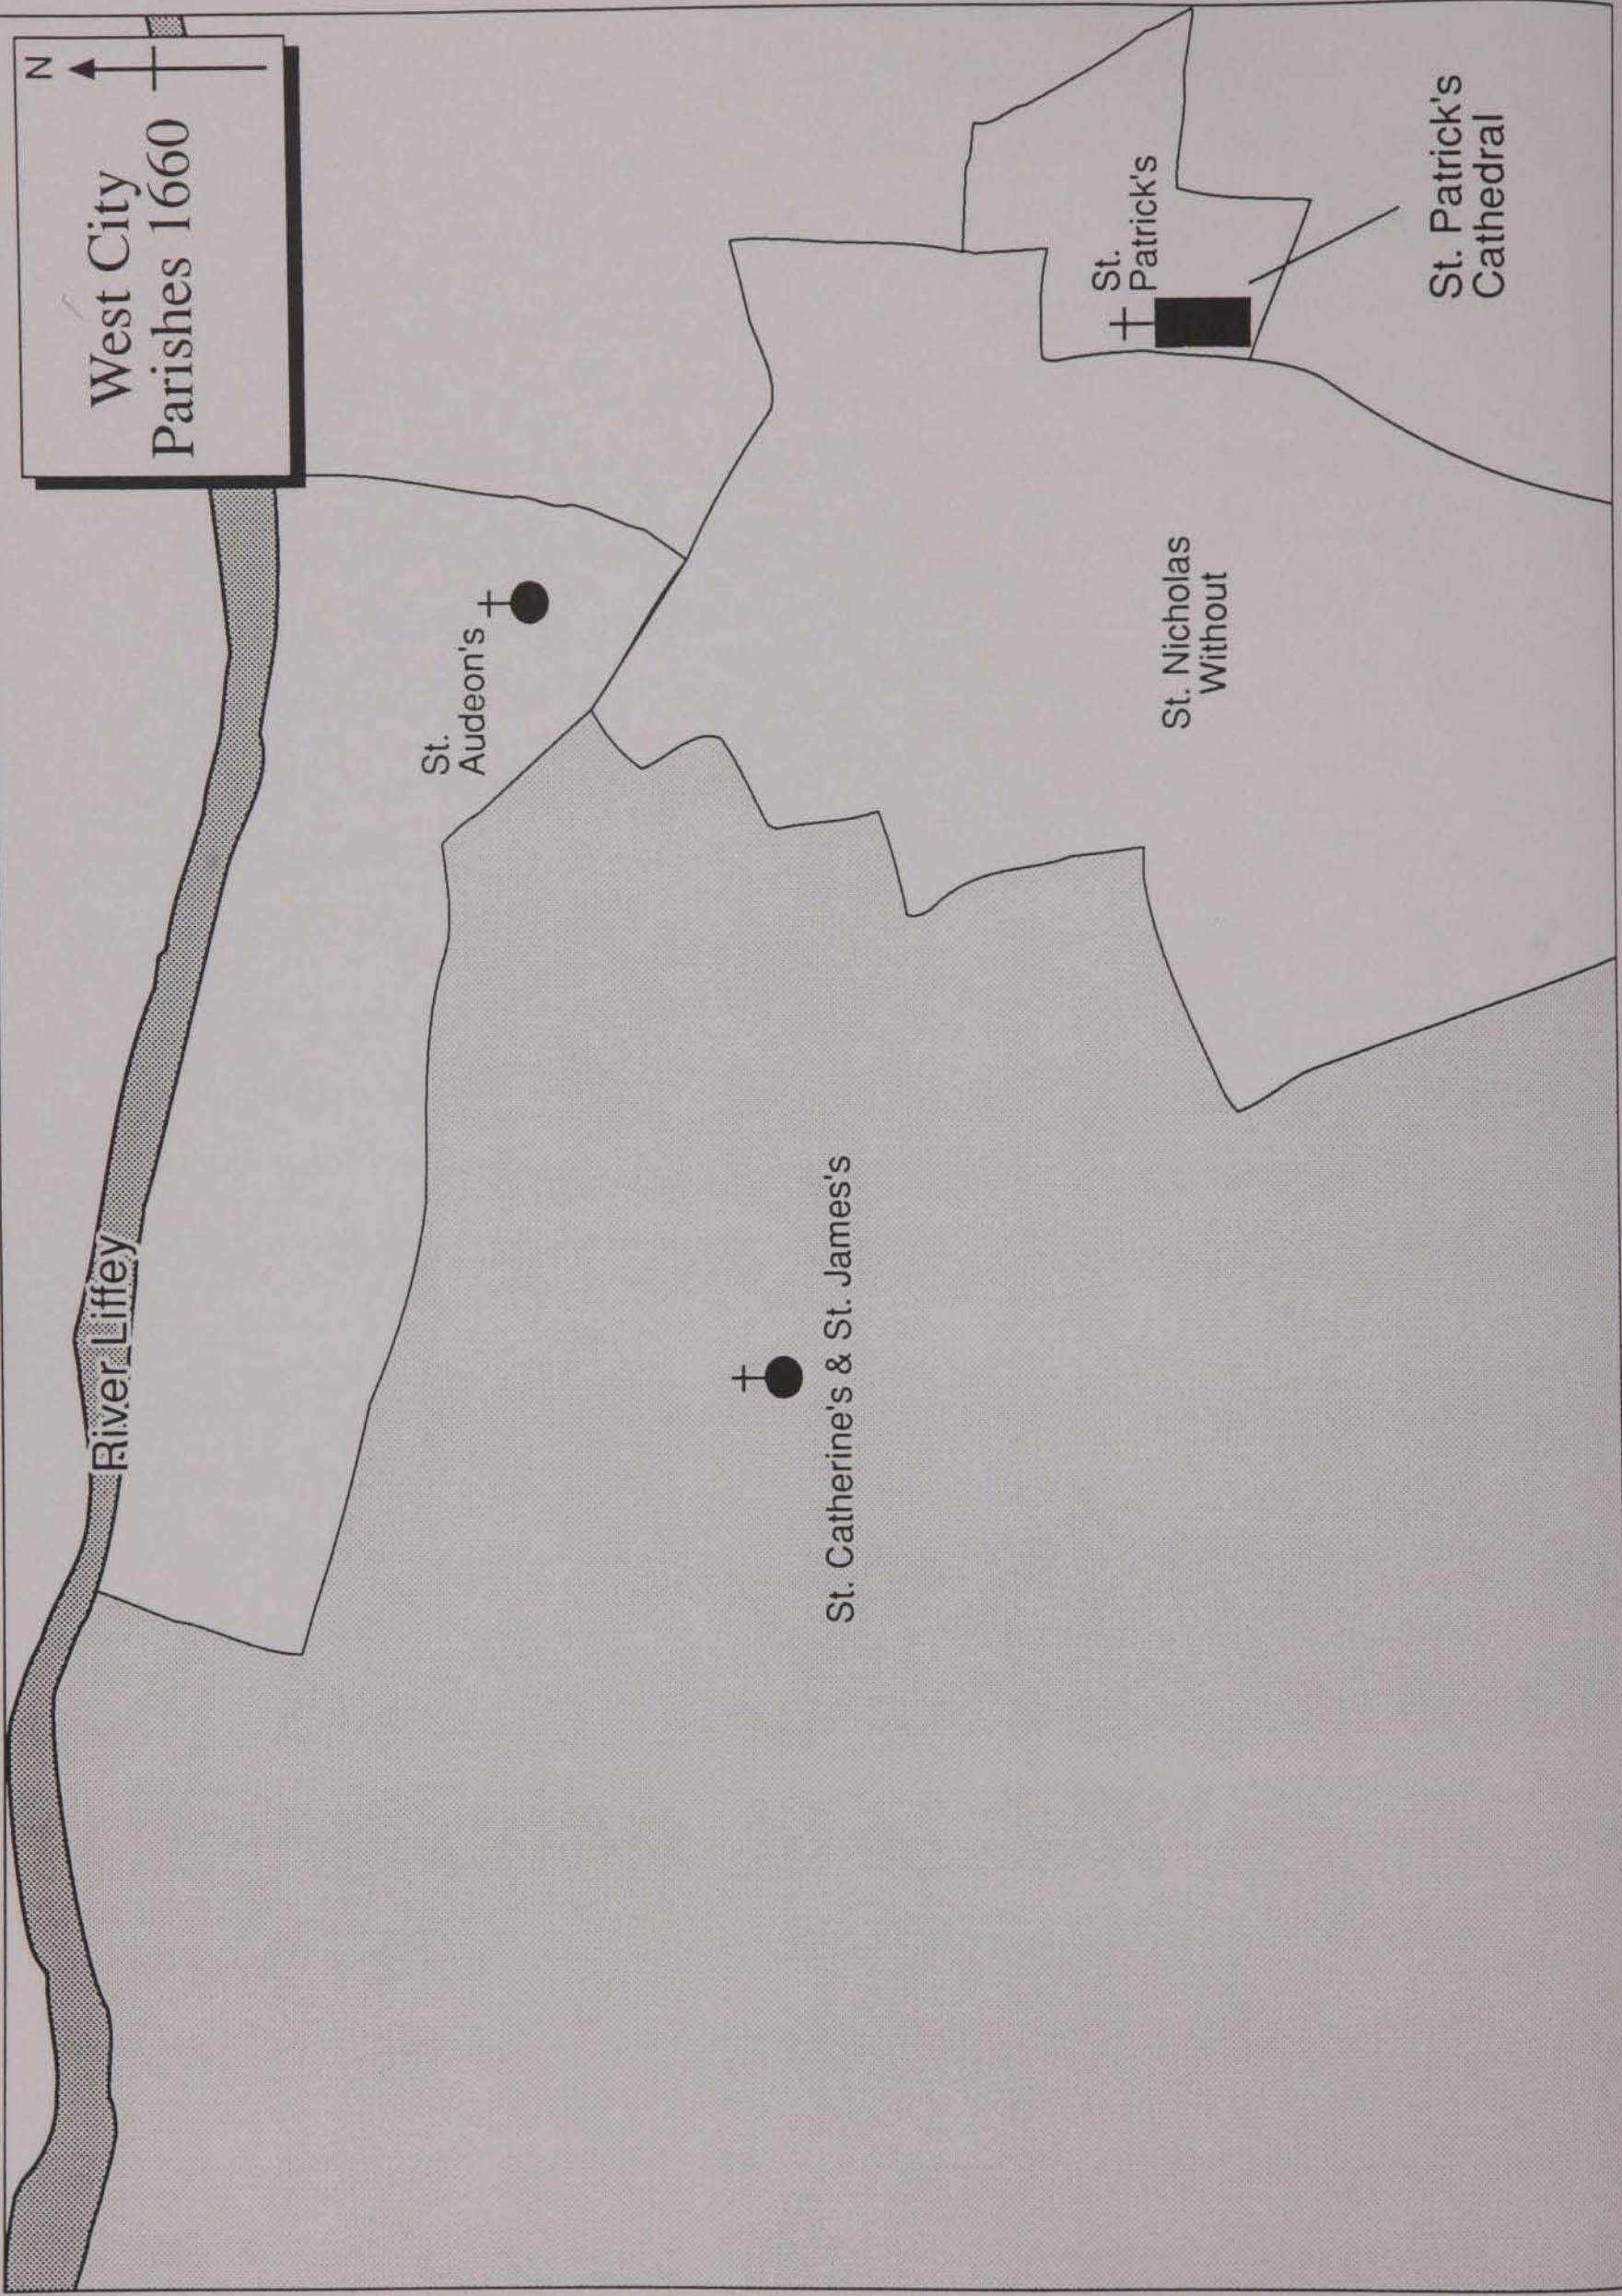 West City
Parishes 1660
N
River Liffey
St.
Audeon's
St. Catherine's & St. James's
St. Nicholas
Without
St.
Patrick's
St. Patrick's
Cathedral